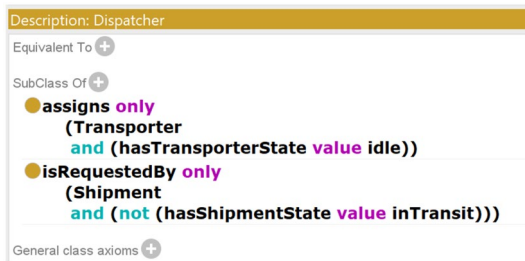 Description: Dispatcher
Equivalent To
SubClass Of
assigns only
(Transporter
and (hasTransporterState value idle))
isRequestedBy only
(Shipment
and (not (hasShipmentState value inTransit)))
General class axioms